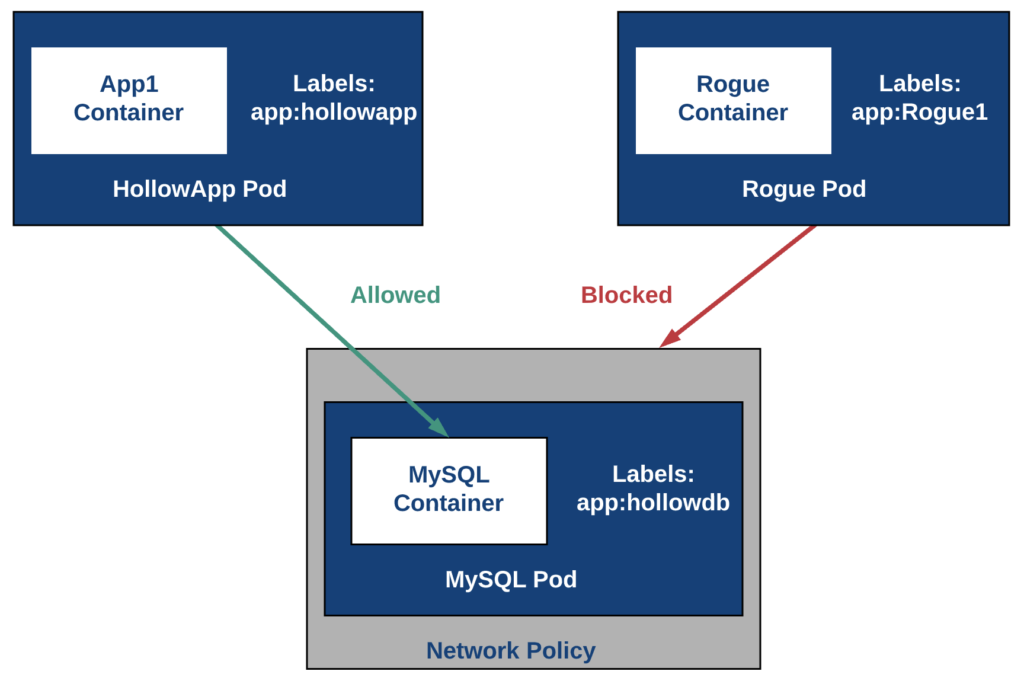 App1
Container
Labels:
app:hollowapp
HollowApp Pod
Rogue
Container
Labels:
app:Rogue1
Rogue Pod
Allowed
Blocked
MySQL
Container
Labels:
app:hollowdb
MySQL Pod
Network Policy